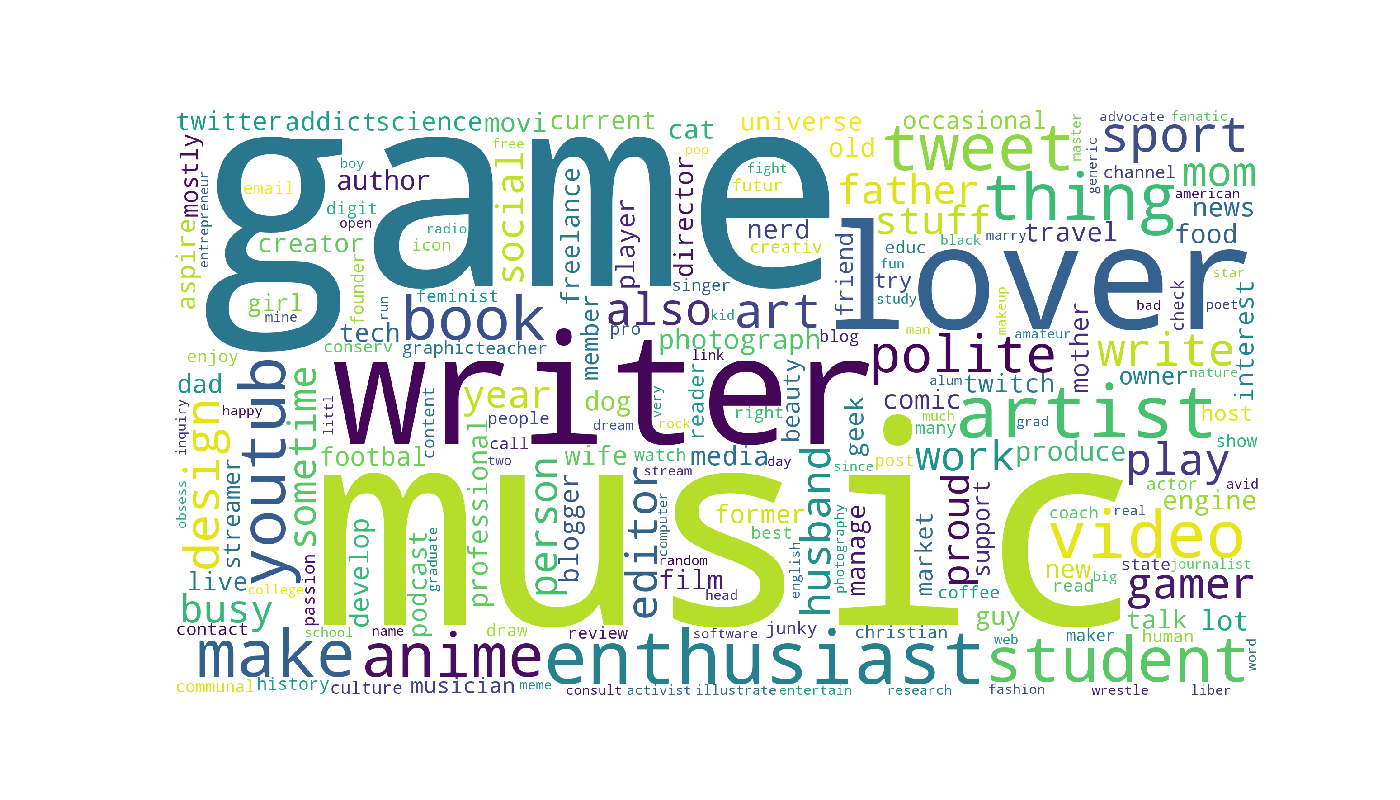 twitter
addict
science
movi
current
cat
universe
occasional
advocate
fanatic
mostly
entrepreneur
email
boy
author
free
social
game
pop
fight
futur
old
tweet
master
generic
sport
channel
mom
american
aspire
digit
open
radio
icon
creator
founder
freelance
player
director
nerd
creativ
father
stuff
thing
news
girl
mine
run
feminist
singer
friend
educ
black
marry
travel
food
fun
try
study
lover
star
tech
book
member
also
kid
pro
art
man
makeup
amateur
bad
check
poet
interest
enjoy
conserv
graphic
teacher
photograph
blog
link
polite
mother
write
nature
dad
youtub
sometime
writer
year
dog
reader
beauty
comic
alum
twitch
owner
happy
design
inquiry
littl
content
people
very
dream
rock
right
geek
much
many
grad
artist
host
footbal
call
two
wife
watch
media
day
since
post
work
produce
play
show
streamer
professional
person
blogger
editor
stream
computer
husband
former
best
proud
support
actor
avid
engine
obsess
live
college
busy
passion
develop
podcast
graduate
music
random
film
head
english
photography
manage
market
coffee
coach
real
video
new
read
state
big
journalist
gamer
contact
school
name
draw
review
software
junky
christian
guy
web
maker
talk
human
lot
word
make
anime
enthusiast
student
communal
history
culture
musician
meme
consult
activist
illustrate
entertain
research
fashion
wrestle
liber